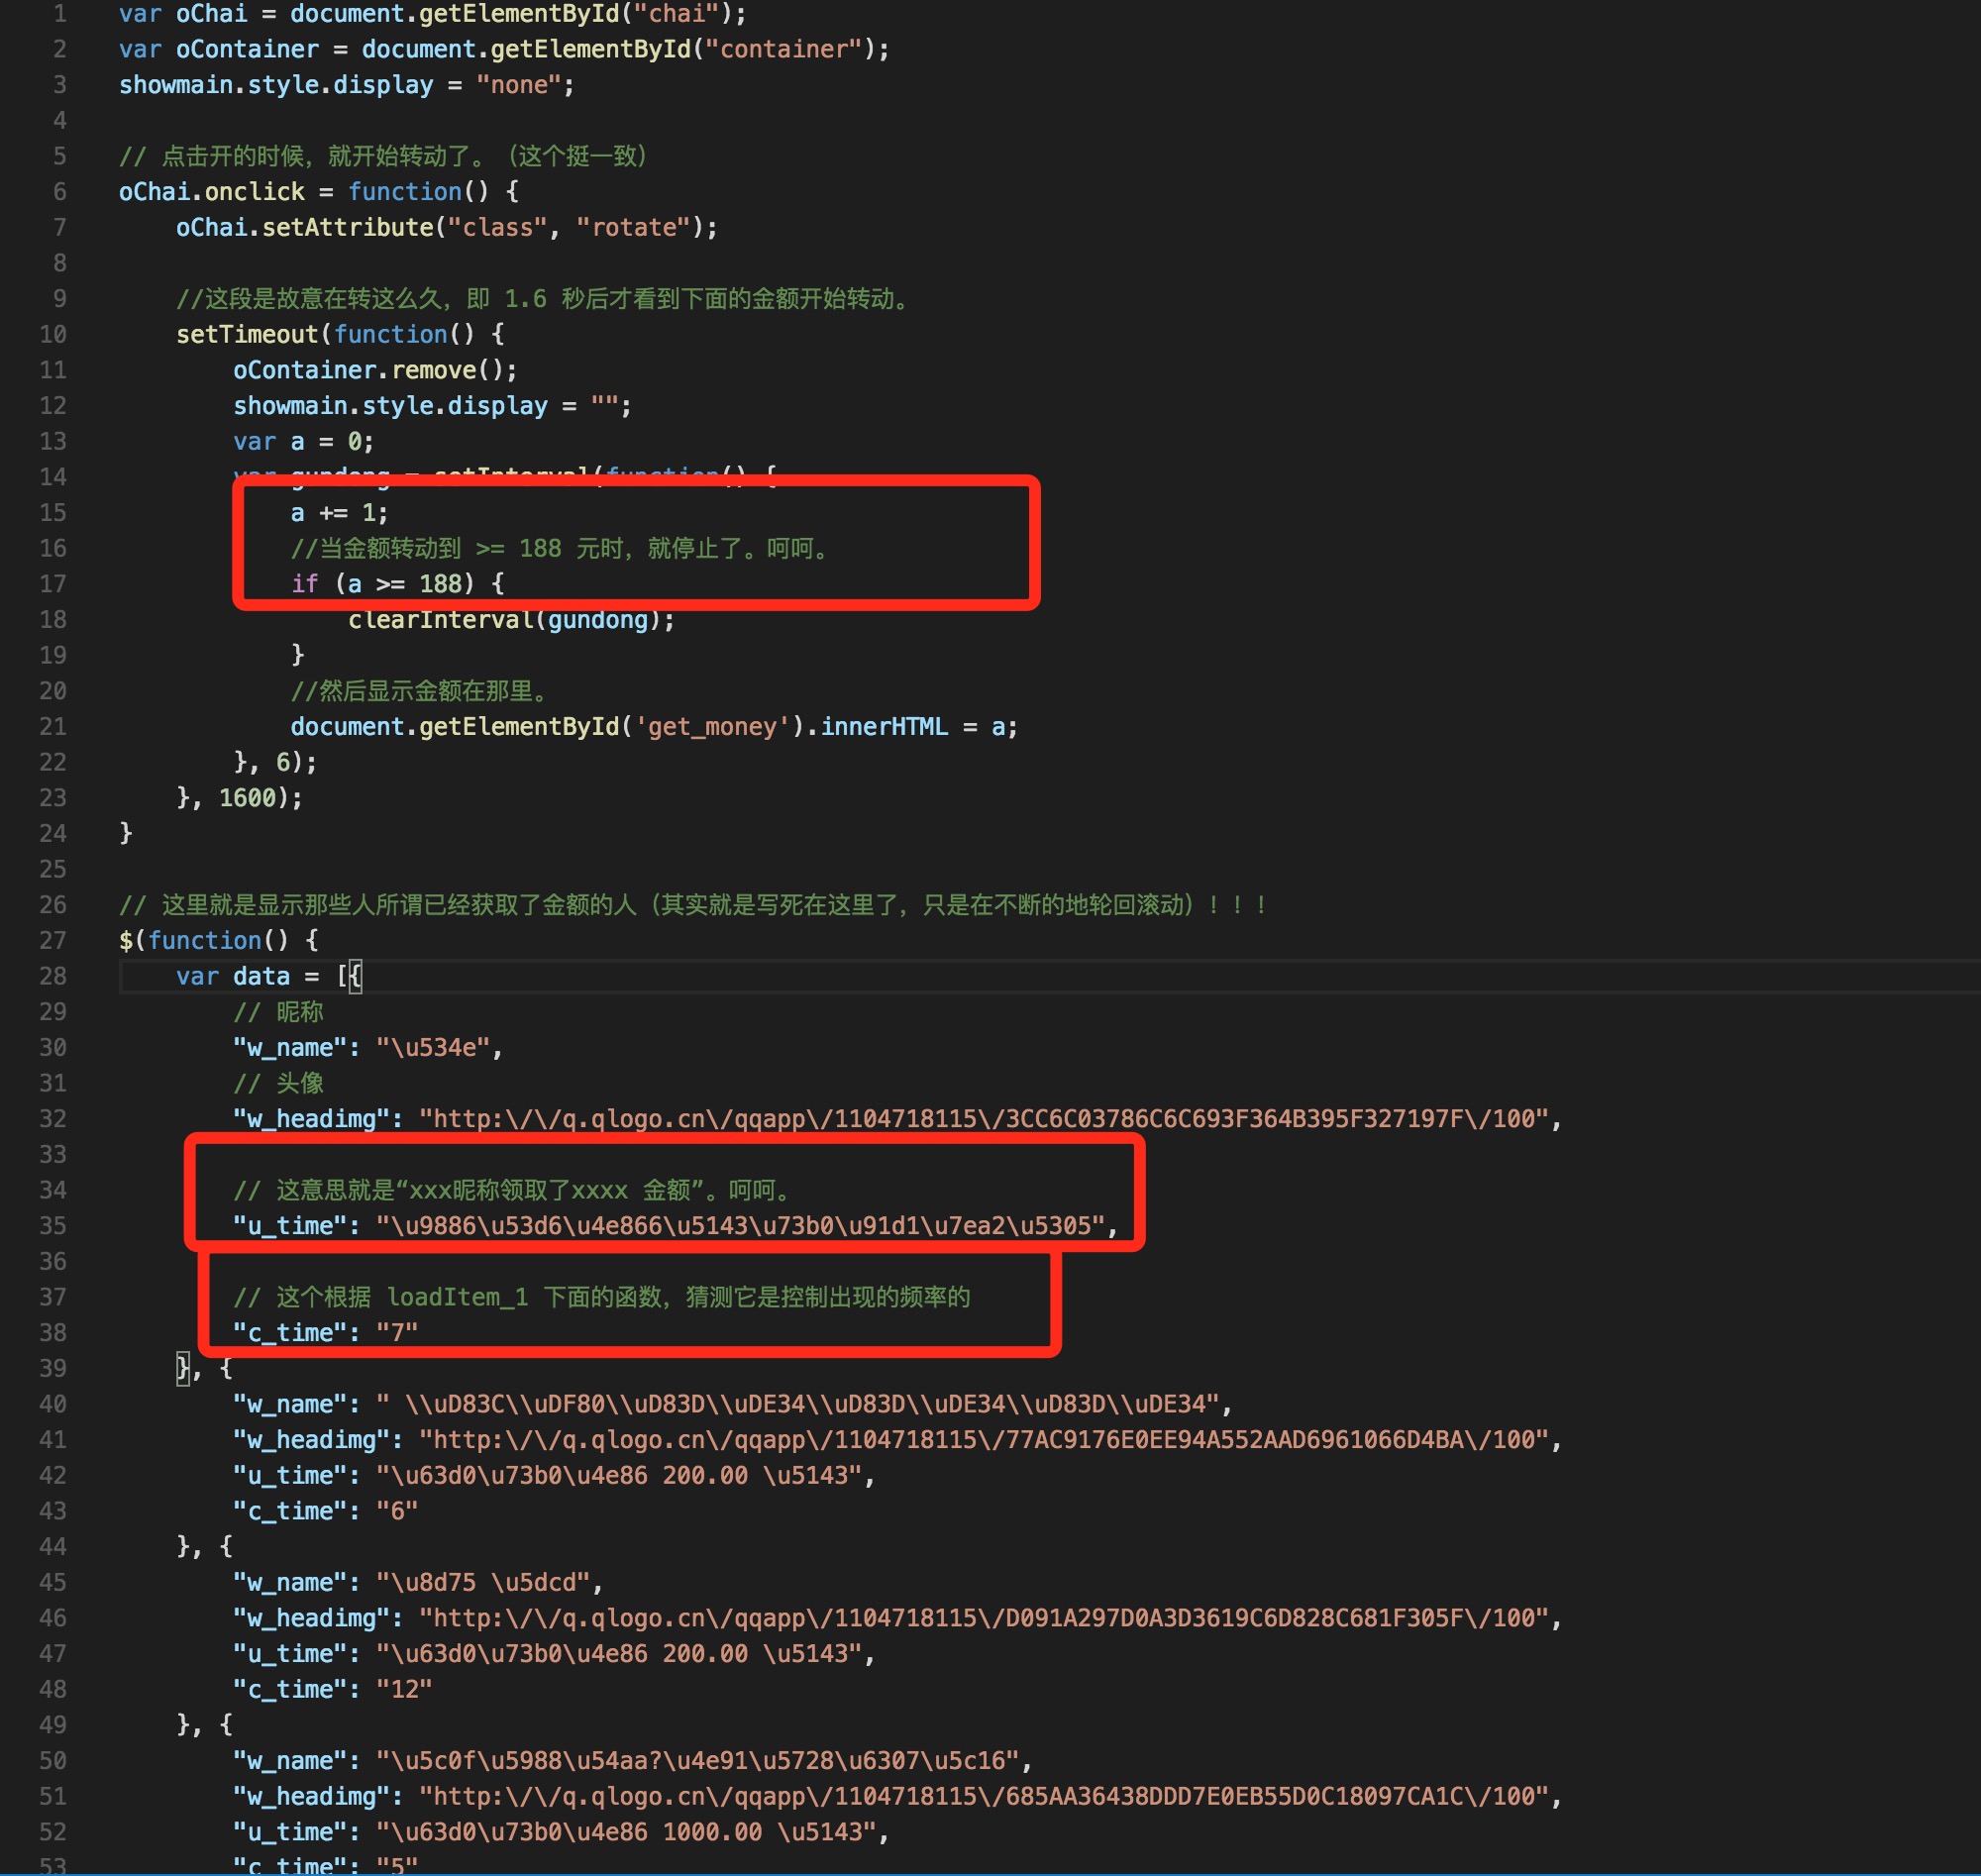 1 var oChai = document.getElementById("chai");
2 var oContainer = document.getElementById("container");
3 showmain.style.display = "none";
4
5 // 点击开的时候，就开始转动了。（这个挺一致）
6 oChai.onclick = function() {
7 oChai.setAttribute("class", "rotate");
8
9 //这段是故意在转这么久，即 1.6 秒后才看到下面的金额开始转动。
10 setTimeout(function() {
11 oContainer.remove();
12 showmain.style.display = "";
13 var a = 0;
14 var gundong = setInterval(function() {
15 a += 1;
16 //当金额转动到 >= 188 元时，就停止了。呵呵。
17 if (a >= 188) {
18 clearInterval(gundong);
19 }
20 //然后显示金额在那里。
21 document.getElementById('get_money').innerHTML = a;
22 }, 6);
23 }, 1600);
24 }
25
26 // 这里就是显示那些人所谓已经获取了金额的人（其实就是写死在这里了，只是在不断的地轮回滚动）！！！
27 $(function() {
28 var data = [{
29 // 昵称
30 "w_name": "\u534e",
31 // 头像
32 "w_headimg": "http:\/\/q.qlogo.cn\/qqapp\/1104718115\/3CC6C03786C6C693F364B395F327197F\/100",
33
34 // 这意思就是“xxx昵称领取了xxxx 金额”。呵呵。
35 "u_time": "\u9886\u53d6\u4e866\u5143\u73b0\u91d1\u7ea2\u5305",
36
37 // 这个根据 loadItem_1 下面的函数，猜测它是控制出现的频率的
38 "c_time": "7"
39 }, {
40 "w_name": " \\uD83C\\uDF80\\uD83D\\uDE34\\uD83D\\uDE34\\uD83D\\uDE34",
41 "w_headimg": "http:\/\/q.qlogo.cn\/qqapp\/1104718115\/77AC9176E0EE94A552AAD6961066D4BA\/100",
42 "u_time": "\u63d0\u73b0\u4e86 200.00 \u5143",
43 "c_time": "6"
44 }, {
45 "w_name": "\u8d75 \u5dcd",
46 "w_headimg": "http:\/\/q.qlogo.cn\/qqapp\/1104718115\/D091A297D0A3D3619C6D828C681F305F\/100",
47 "u_time": "\u63d0\u73b0\u4e86 200.00 \u5143",
48 "c_time": "12"
49 }, {
50 "w_name": "\u5c0f\u5988\u54aa?\u4e91\u5728\u6307\u5c16",
51 "w_headimg": "http:\/\/q.qlogo.cn\/qqapp\/1104718115\/685AA36438DDD7E0EB55D0C18097CA1C\/100",
52 "u_time": "\u63d0\u73b0\u4e86 1000.00 \u5143",
53 "c_time": "5"